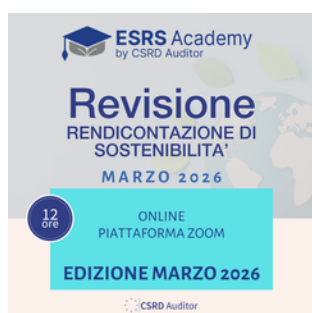 ESRS Academy
by CSRD Auditor
Revisione
RENDICONTAZIONE DI
SOSTENIBILITA'
MARZO 2026
12
ore
ONLINE
PIATTAFORMA ZOOM
EDIZIONE MARZO 2026
CSRD Auditor